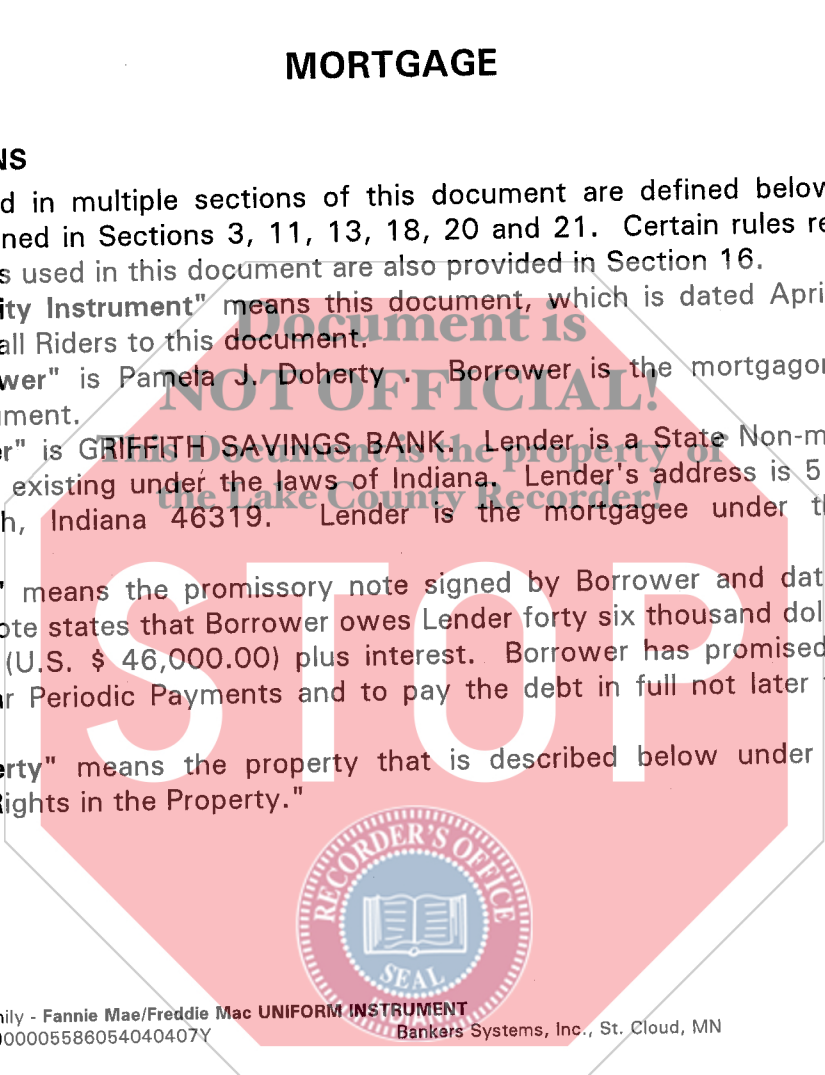 MORTGAGE
NS
d in multiple sections of this document are defined below
ned in Sections 3, 11, 13, 18, 20 and 21. Certain rules re
s used in this document are also provided in Section 16.
ity Instrument" means this document, which is dated Apri
all Riders to this document.
wer" is Pamela J. Doherty . Borrower is the mortgagor
ument.
er" is GRIFFITH SAVINGS BANK. Lender is a State Non-m
existing under the laws of Indiana. Lender's address is 5
h, Indiana 46319. Lender is the mortgagee under th
" means the promissory note signed by Borrower and dat
ote states that Borrower owes Lender forty six thousand dol
(U.S. $ 46,000.00) plus interest. Borrower has promised
ar Periodic Payments and to pay the debt in full not later t
erty" means the property that is described below under
Rights in the Property."
Document is
NOT OFFICIAL!
This Document is the property of
the Lake County Recorder!
STOP
RECORDER'S OFFICE
SEAL
INDIANA
mily - Fannie Mae/Freddie Mac UNIFORM INSTRUMENT
000005586054040407Y
Bankers Systems, Inc., St. Cloud, MN